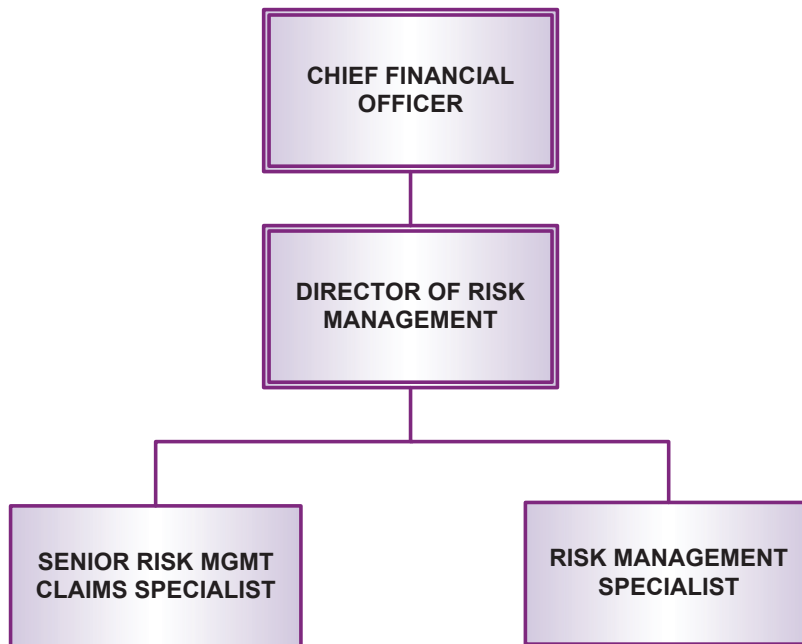 CHIEF FINANCIAL
OFFICER
DIRECTOR OF RISK
MANAGEMENT
SENIOR RISK MGMT
CLAIMS SPECIALIST
RISK MANAGEMENT
SPECIALIST